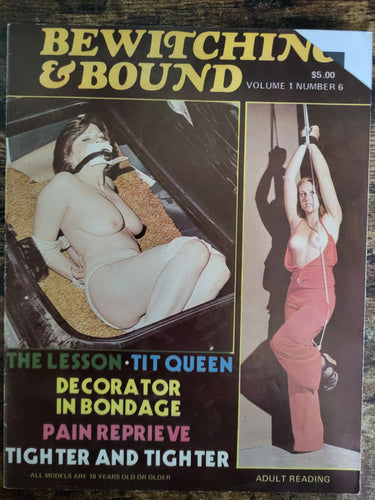 BEWITCHING
& BOUND
$5.00
VOLUME 1 NUMBER 6
THE LESSON · TIT QUEEN
DECORATOR
IN BONDAGE
PAIN REPRIEVE
TIGHTER AND TIGHTER
ALL MODELS ARE 18 YEARS OLD OR OLDER
ADULT READING